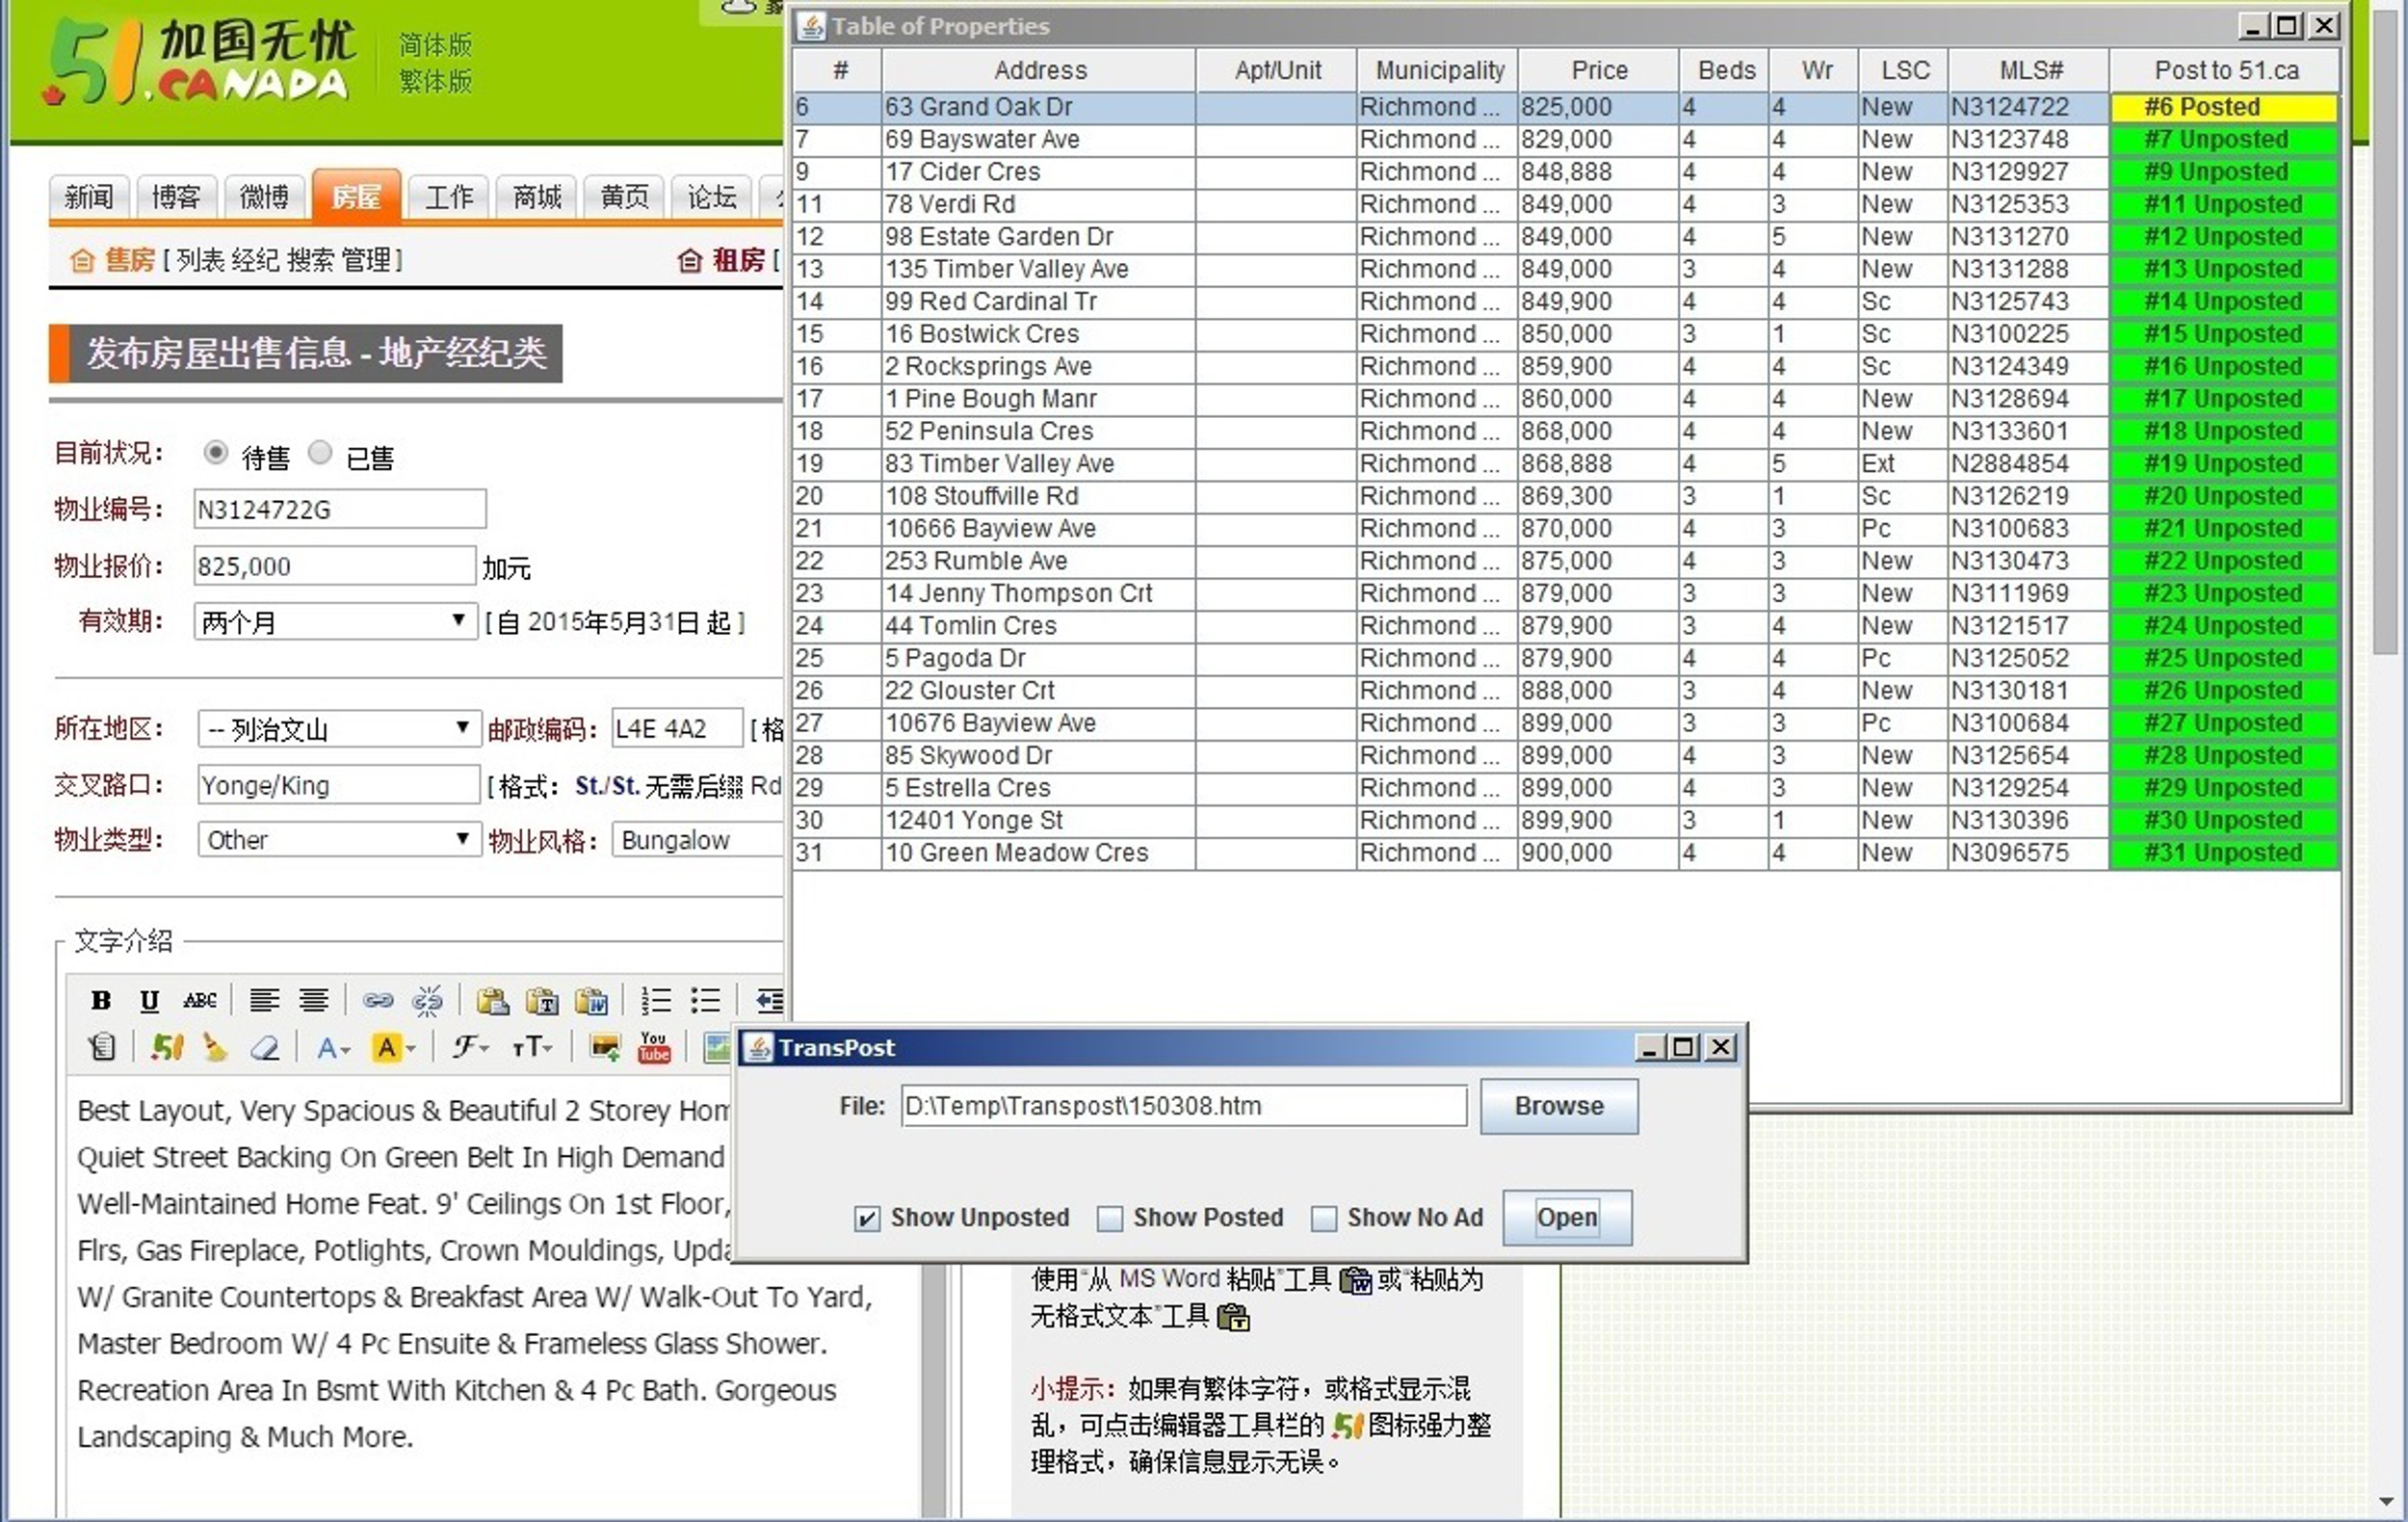 51 加国无忧
.CANADA
简体版
繁体版
新闻 博客 微博 房屋 工作 商城 黄页 论坛
售房 [ 列表 经纪 搜索 管理 ] 租房 [
发布房屋出售信息 - 地产经纪类
目前状况： 待售 已售
物业编号： N3124722G
物业报价： 825,000 加元
有效期： 两个月 [ 自 2015年5月31日 起 ]
所在地区： -- 列治文山 邮政编码： L4E 4A2 [ 格
交叉路口： Yonge/King [ 格式： St./St. 无需后缀 Rd
物业类型： Other 物业风格： Bungalow
文字介绍
B U ABC
51 A A F TT You Tube
Best Layout, Very Spacious & Beautiful 2 Storey Hom
Quiet Street Backing On Green Belt In High Demand
Well-Maintained Home Feat. 9' Ceilings On 1st Floor,
Flrs, Gas Fireplace, Potlights, Crown Mouldings, Upda
W/ Granite Countertops & Breakfast Area W/ Walk-Out To Yard,
Master Bedroom W/ 4 Pc Ensuite & Frameless Glass Shower.
Recreation Area In Bsmt With Kitchen & 4 Pc Bath. Gorgeous
Landscaping & Much More.
Table of Properties
# Address Apt/Unit Municipality Price Beds Wr LSC MLS# Post to 51.ca
6 63 Grand Oak Dr Richmond ... 825,000 4 4 New N3124722 #6 Posted
7 69 Bayswater Ave Richmond ... 829,000 4 4 New N3123748 #7 Unposted
9 17 Cider Cres Richmond ... 848,888 4 4 New N3129927 #9 Unposted
11 78 Verdi Rd Richmond ... 849,000 4 3 New N3125353 #11 Unposted
12 98 Estate Garden Dr Richmond ... 849,000 4 5 New N3131270 #12 Unposted
13 135 Timber Valley Ave Richmond ... 849,000 3 4 New N3131288 #13 Unposted
14 99 Red Cardinal Tr Richmond ... 849,900 4 4 Sc N3125743 #14 Unposted
15 16 Bostwick Cres Richmond ... 850,000 3 1 Sc N3100225 #15 Unposted
16 2 Rocksprings Ave Richmond ... 859,900 4 4 Sc N3124349 #16 Unposted
17 1 Pine Bough Manr Richmond ... 860,000 4 4 New N3128694 #17 Unposted
18 52 Peninsula Cres Richmond ... 868,000 4 4 New N3133601 #18 Unposted
19 83 Timber Valley Ave Richmond ... 868,888 4 5 Ext N2884854 #19 Unposted
20 108 Stouffville Rd Richmond ... 869,300 3 1 Sc N3126219 #20 Unposted
21 10666 Bayview Ave Richmond ... 870,000 4 3 Pc N3100683 #21 Unposted
22 253 Rumble Ave Richmond ... 875,000 4 3 New N3130473 #22 Unposted
23 14 Jenny Thompson Crt Richmond ... 879,000 3 3 New N3111969 #23 Unposted
24 44 Tomlin Cres Richmond ... 879,900 3 4 New N3121517 #24 Unposted
25 5 Pagoda Dr Richmond ... 879,900 4 4 Pc N3125052 #25 Unposted
26 22 Glouster Crt Richmond ... 888,000 3 4 New N3130181 #26 Unposted
27 10676 Bayview Ave Richmond ... 899,000 3 3 Pc N3100684 #27 Unposted
28 85 Skywood Dr Richmond ... 899,000 4 3 New N3125654 #28 Unposted
29 5 Estrella Cres Richmond ... 899,000 4 3 New N3129254 #29 Unposted
30 12401 Yonge St Richmond ... 899,900 3 1 New N3130396 #30 Unposted
31 10 Green Meadow Cres Richmond ... 900,000 4 4 New N3096575 #31 Unposted
TransPost
File: D:\Temp\Transpost\150308.htm Browse
Show Unposted Show Posted Show No Ad Open
使用“从 MS Word 粘贴”工具 或“粘贴为
无格式文本”工具
小提示：如果有繁体字符，或格式显示混
乱，可点击编辑器工具栏的 51 图标强力整
理格式，确保信息显示无误。